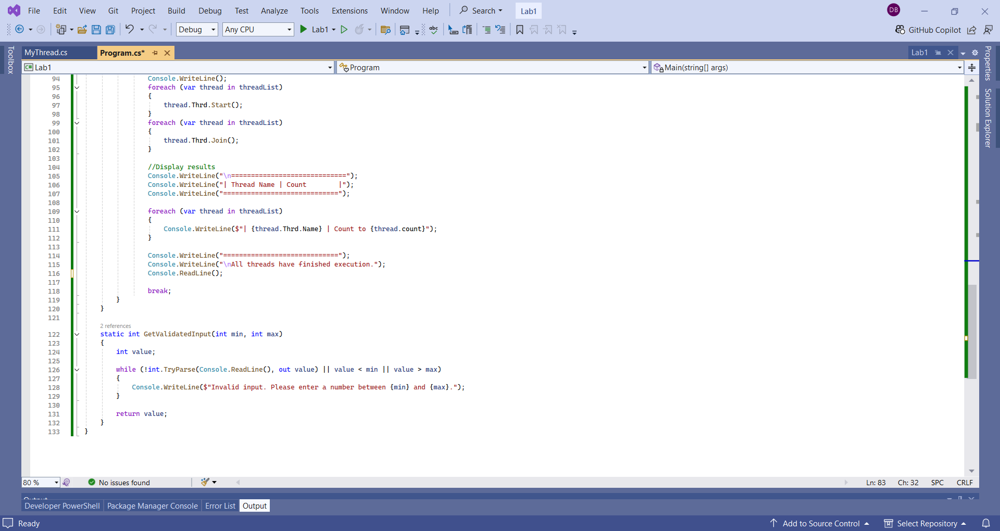 File Edit View Git Project Build Debug Test Analyze Tools Extensions Window Help Search Lab1 DB
Debug Any CPU Lab1 abc GitHub Copilot
Toolbox
MyThread.cs Program.cs* Lab1
C# Lab1 Program Main(string[] args)
Properties
Solution Explorer
94 Console.WriteLine();
95 foreach (var thread in threadList)
96 {
97 thread.Thrd.Start();
98 }
99 foreach (var thread in threadList)
100 {
101 thread.Thrd.Join();
102 }
103
104 //Display results
105 Console.WriteLine("\n=============================");
106 Console.WriteLine("| Thread Name | Count        |");
107 Console.WriteLine("=============================");
108
109 foreach (var thread in threadList)
110 {
111 Console.WriteLine($"| {thread.Thrd.Name} | Count to {thread.count}");
112 }
113
114 Console.WriteLine("=============================");
115 Console.WriteLine("\nAll threads have finished execution.");
116 Console.ReadLine();
117
118 break;
119 }
120 }
121
2 references
122 static int GetValidatedInput(int min, int max)
123 {
124 int value;
125
126 while (!int.TryParse(Console.ReadLine(), out value) || value < min || value > max)
127 {
128 Console.WriteLine($"Invalid input. Please enter a number between {min} and {max}.");
129 }
130
131 return value;
132 }
133 }
80 % No issues found Ln: 83 Ch: 32 SPC CRLF
Output
Developer PowerShell Package Manager Console Error List Output
Ready Add to Source Control Select Repository